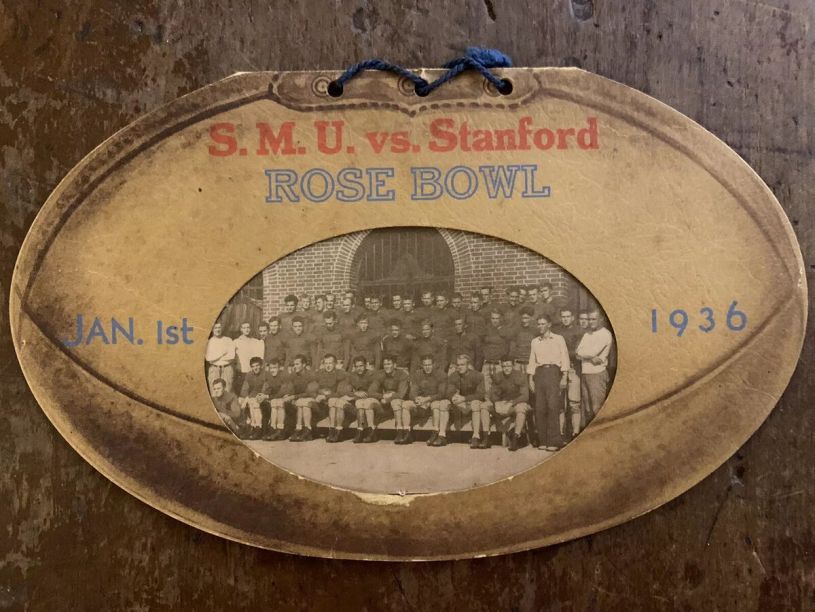 S.M.U. vs. Stanford
ROSE BOWL
JAN. 1st
1936